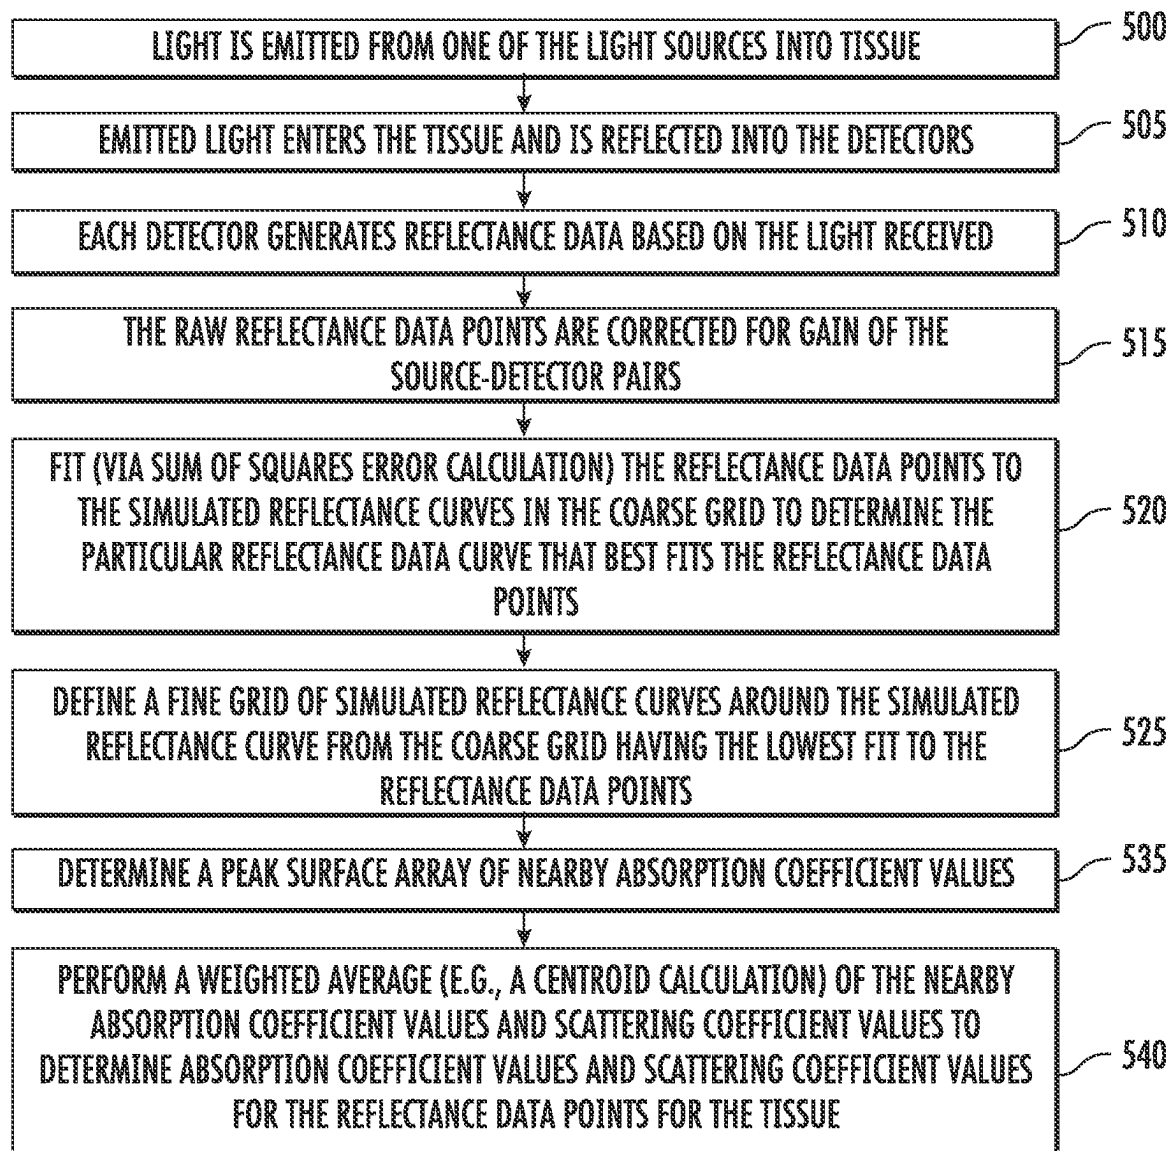 LIGHT IS EMITTED FROM ONE OF THE LIGHT SOURCES INTO TISSUE
500
EMITTED LIGHT ENTERS THE TISSUE AND IS REFLECTED INTO THE DETECTORS
505
EACH DETECTOR GENERATES REFLECTANCE DATA BASED ON THE LIGHT RECEIVED
510
THE RAW REFLECTANCE DATA POINTS ARE CORRECTED FOR GAIN OF THE
SOURCE-DETECTOR PAIRS
515
FIT (VIA SUM OF SQUARES ERROR CALCULATION) THE REFLECTANCE DATA POINTS TO
THE SIMULATED REFLECTANCE CURVES IN THE COARSE GRID TO DETERMINE THE
PARTICULAR REFLECTANCE DATA CURVE THAT BEST FITS THE REFLECTANCE DATA
POINTS
520
DEFINE A FINE GRID OF SIMULATED REFLECTANCE CURVES AROUND THE SIMULATED
REFLECTANCE CURVE FROM THE COARSE GRID HAVING THE LOWEST FIT TO THE
REFLECTANCE DATA POINTS
525
DETERMINE A PEAK SURFACE ARRAY OF NEARBY ABSORPTION COEFFICIENT VALUES
535
PERFORM A WEIGHTED AVERAGE (E.G., A CENTROID CALCULATION) OF THE NEARBY
ABSORPTION COEFFICIENT VALUES AND SCATTERING COEFFICIENT VALUES TO
DETERMINE ABSORPTION COEFFICIENT VALUES AND SCATTERING COEFFICIENT VALUES
FOR THE REFLECTANCE DATA POINTS FOR THE TISSUE
540